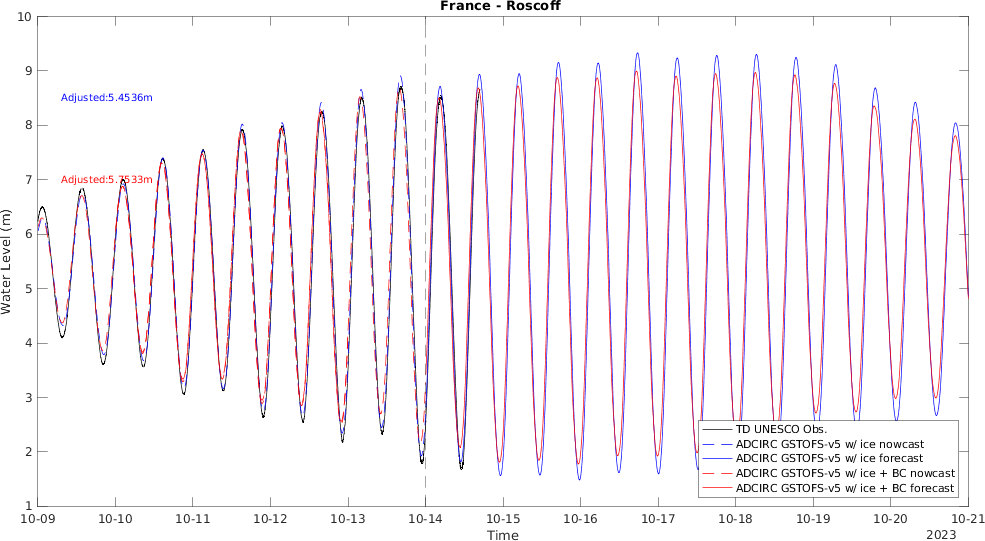 France - Roscoff
10
9
8
7
6
5
4
3
2
1
Water Level (m)
Adjusted:5.4536m
Adjusted:5.7533m
TD UNESCO Obs.
ADCIRC GSTOFS-v5 w/ ice nowcast
ADCIRC GSTOFS-v5 w/ ice forecast
ADCIRC GSTOFS-v5 w/ ice + BC nowcast
ADCIRC GSTOFS-v5 w/ ice + BC forecast
10-09 10-10 10-11 10-12 10-13 10-14 10-15 10-16 10-17 10-18 10-19 10-20 10-21
Time
2023